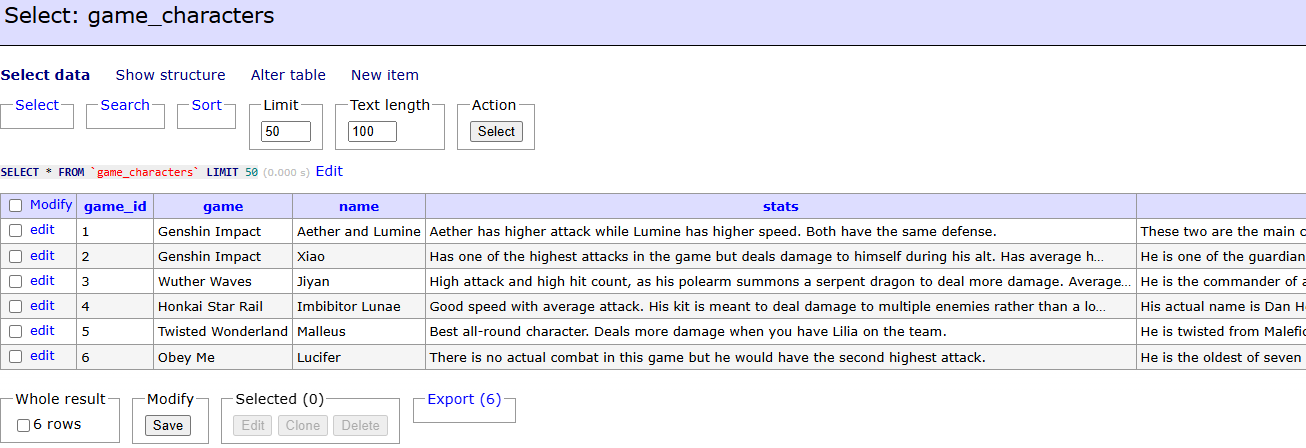 Select: game_characters
Select data Show structure Alter table New item
Select Search Sort Limit Text length Action
50 100 Select
SELECT * FROM `game_characters` LIMIT 50 (0.000 s) Edit
Modify game_id game name stats
edit 1 Genshin Impact Aether and Lumine Aether has higher attack while Lumine has higher speed. Both have the same defense. These two are the main c
edit 2 Genshin Impact Xiao Has one of the highest attacks in the game but deals damage to himself during his alt. Has average h... He is one of the guardian
edit 3 Wuther Waves Jiyan High attack and high hit count, as his polearm summons a serpent dragon to deal more damage. Average... He is the commander of a
edit 4 Honkai Star Rail Imbibitor Lunae Good speed with average attack. His kit is meant to deal damage to multiple enemies rather than a lo... His actual name is Dan H
edit 5 Twisted Wonderland Malleus Best all-round character. Deals more damage when you have Lilia on the team. He is twisted from Malefic
edit 6 Obey Me Lucifer There is no actual combat in this game but he would have the second highest attack. He is the oldest of seven
Whole result Modify Selected (0) Export (6)
6 rows Save Edit Clone Delete